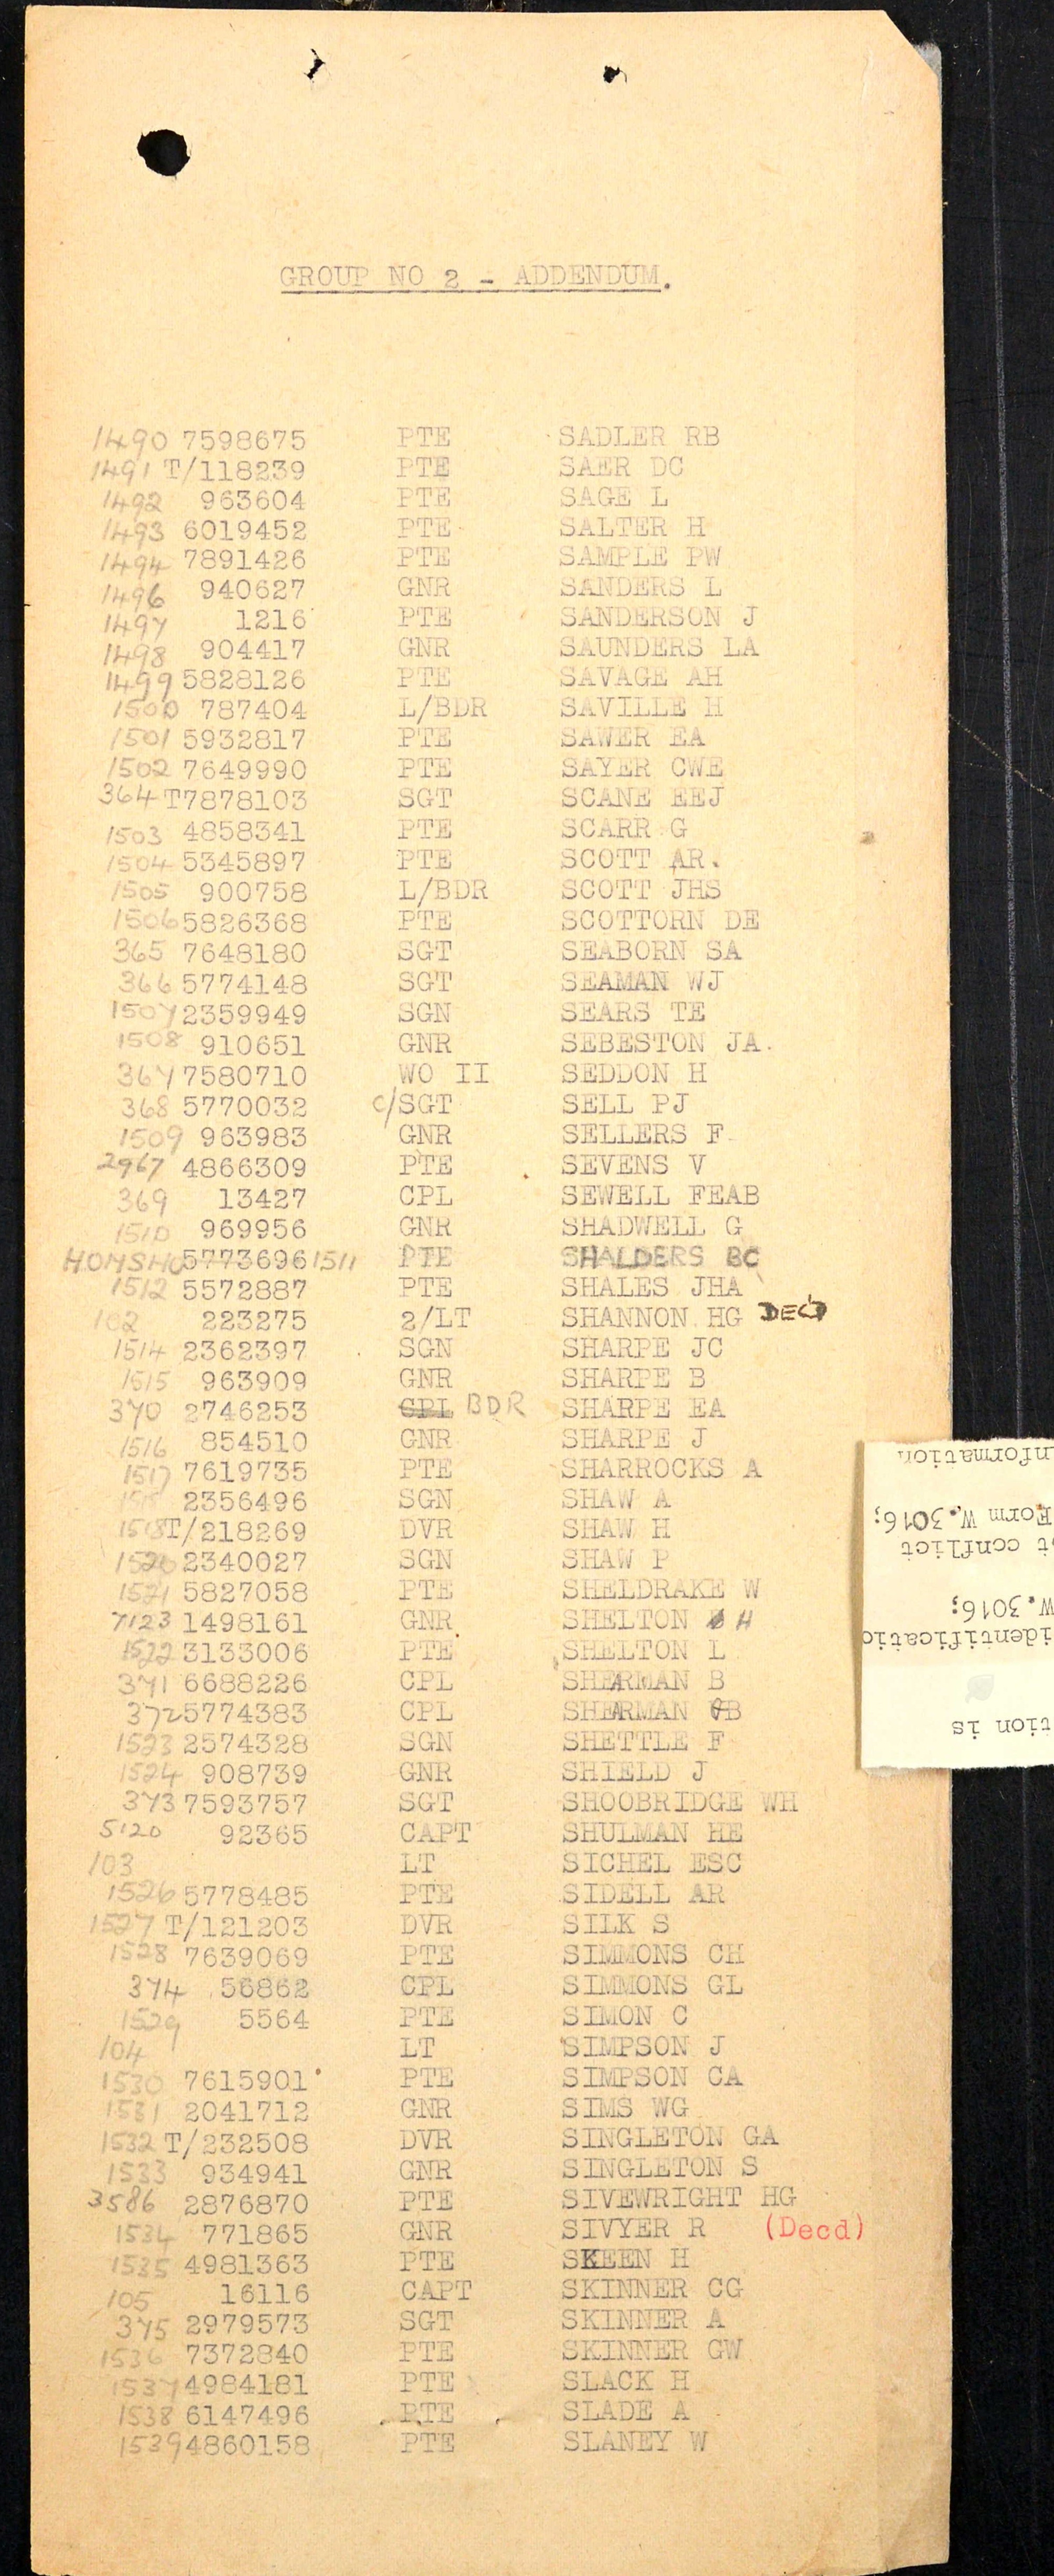 GROUP NO 2 - ADDENDUM.
1490 7598675 PTE SADLER RB
1491 T/118239 PTE SAER DC
1492 963604 PTE SAGE L
1493 6019452 PTE SALTER H
1494 7891426 PTE SAMPLE PW
1496 940627 GNR SANDERS L
1497 1216 PTE SANDERSON J
1498 904417 GNR SAUNDERS LA
1499 5828126 PTE SAVAGE AH
1500 787404 L/BDR SAVILLE H
1501 5932817 PTE SAWER EA
1502 7649990 PTE SAYER CWE
364 T7878103 SGT SCANE EEJ
1503 4858341 PTE SCARR G
1504 5345897 PTE SCOTT AR.
1505 900758 L/BDR SCOTT JHS
1506 5826368 PTE SCOTTORN DE
365 7648180 SGT SEABORN SA
366 5774148 SGT SEAMAN WJ
1507 2359949 SGN SEARS TE
1508 910651 GNR SEBESTON JA.
367 7580710 WO II SEDDON H
368 5770032 C/SGT SELL PJ
1509 963983 GNR SELLERS F
2967 4866309 PTE SEVENS V
369 13427 CPL SEWELL FEAB
1510 969956 GNR SHADWELL G
5773696 1511 PTE SHALDERS BC
1512 5572887 PTE SHALES JHA
102 223275 2/LT SHANNON HG DEC'D
1514 2362397 SGN SHARPE JC
1515 963909 GNR SHARPE B
370 2746253 CPL BDR SHARPE EA
1516 854510 GNR SHARPE J
1517 7619735 PTE SHARROCKS A
2356496 SGN SHAW A
1518 T/218269 DVR SHAW H
1520 2340027 SGN SHAW P
1521 5827058 PTE SHELDRAKE W
7123 1498161 GNR SHELTON H
1522 3133006 PTE SHELTON L
371 6688226 CPL SHARMAN B
372 5774383 CPL SHARMAN B
1523 2574328 SGN SHETTLE F
1524 908739 GNR SHIELD J
373 7593757 SGT SHOOBRIDGE WH
5120 92365 CAPT SHULMAN HE
103 LT SICHEL ESC
1526 5778485 PTE SIDELL AR
1527 T/121203 DVR SILK S
1528 7639069 PTE SIMMONS CH
374 56862 CPL SIMMONS GL
1529 5564 PTE SIMON C
104 LT SIMPSON J
1530 7615901 PTE SIMPSON CA
1531 2041712 GNR SIMS WG
1532 T/232508 DVR SINGLETON GA
1533 934941 GNR SINGLETON S
3586 2876870 PTE SIVEWRIGHT HG
1534 771865 GNR SIVYER R (Decd)
1535 4981363 PTE SKEEN H
105 16116 CAPT SKINNER CG
375 2979573 SGT SKINNER A
1536 7372840 PTE SKINNER GW
1537 4984181 PTE SLACK H
1538 6147496 PTE SLADE A
1539 4860158 PTE SLANEY W
tion is
identificatio
W.3016;
t conflict
Form W.3016;
nformation